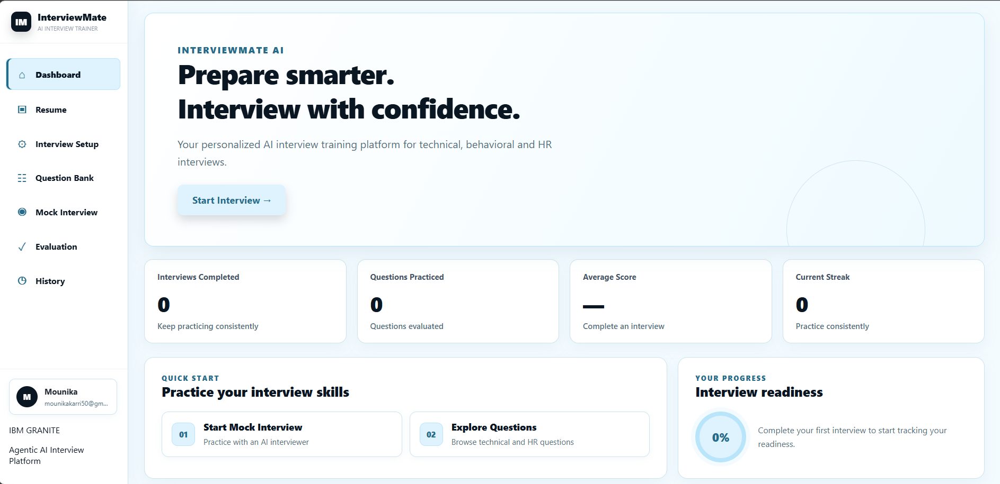 IM
InterviewMate
AI INTERVIEW TRAINER
Dashboard
Resume
Interview Setup
Question Bank
Mock Interview
Evaluation
History
M
Mounika
mounikakarri50@gm...
IBM GRANITE
Agentic AI Interview
Platform
INTERVIEWMATE AI
Prepare smarter.
Interview with confidence.
Your personalized AI interview training platform for technical, behavioral and HR
interviews.
Start Interview →
Interviews Completed
0
Keep practicing consistently
Questions Practiced
0
Questions evaluated
Average Score
—
Complete an interview
Current Streak
0
Practice consistently
QUICK START
Practice your interview skills
01
Start Mock Interview
Practice with an AI interviewer
02
Explore Questions
Browse technical and HR questions
YOUR PROGRESS
Interview readiness
0%
Complete your first interview to start tracking your
readiness.